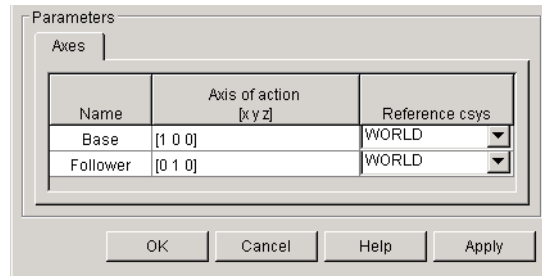 Parameters
Axes
Name Axis of action [x y z] Reference csys
Base [1 0 0] WORLD
Follower [0 1 0] WORLD
OK Cancel Help Apply